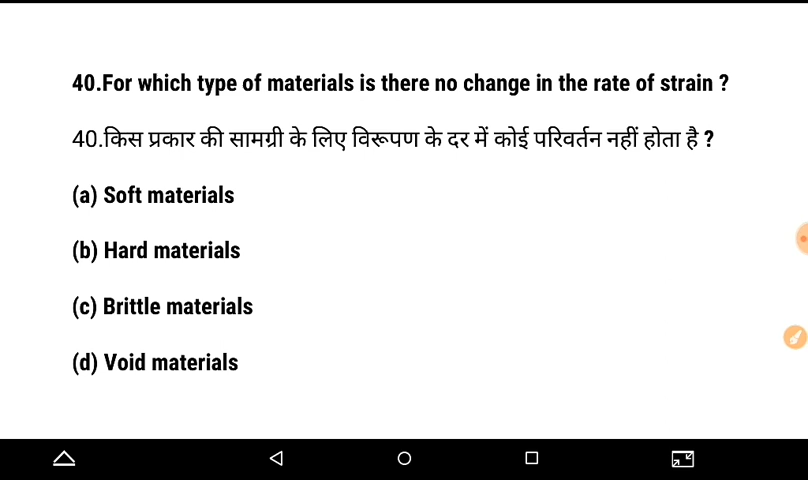 40.For which type of materials is there no change in the rate of strain ?
40.किस प्रकार की सामग्री के लिए विरूपण के दर में कोई परिवर्तन नहीं होता है ?
(a) Soft materials
(b) Hard materials
(c) Brittle materials
(d) Void materials